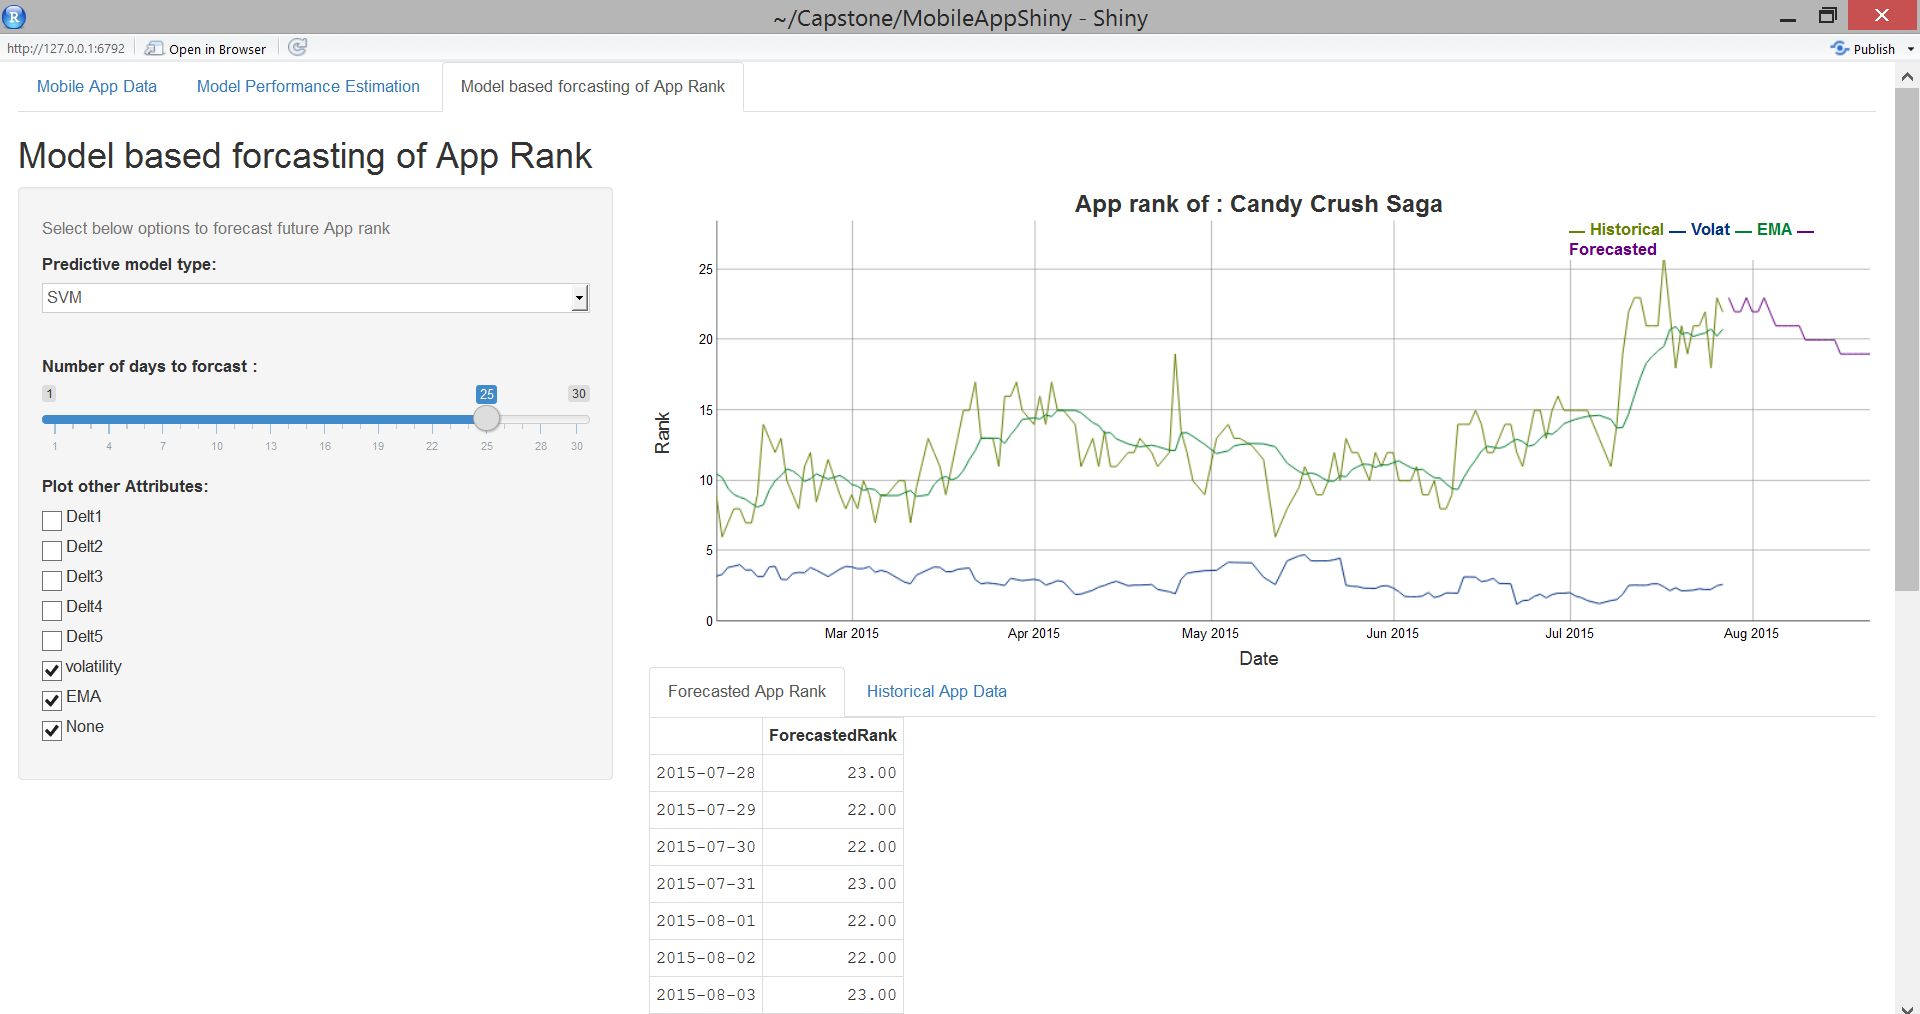 R
~/Capstone/MobileAppShiny - Shiny
http://127.0.0.1:6792 Open in Browser Publish
Mobile App Data Model Performance Estimation Model based forcasting of App Rank
Model based forcasting of App Rank
Select below options to forecast future App rank
Predictive model type:
SVM
Number of days to forcast :
1 25 30
1 4 7 10 13 16 19 22 25 28 30
Plot other Attributes:
Delt1
Delt2
Delt3
Delt4
Delt5
volatility
EMA
None
App rank of : Candy Crush Saga
Historical Volat EMA
Forecasted
25
20
15
10
5
0
Rank
Mar 2015 Apr 2015 May 2015 Jun 2015 Jul 2015 Aug 2015
Date
Forecasted App Rank Historical App Data
ForecastedRank
2015-07-28 23.00
2015-07-29 22.00
2015-07-30 22.00
2015-07-31 23.00
2015-08-01 22.00
2015-08-02 22.00
2015-08-03 23.00